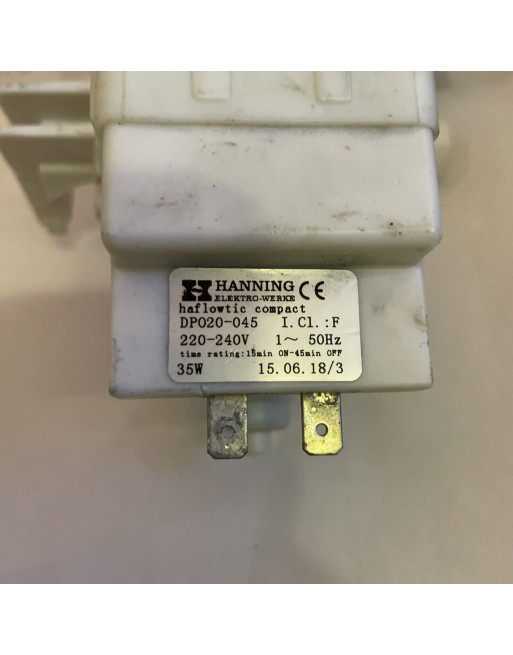 H HANNING CE
ELEKTRO-WERKE
haflowtic compact
DP020-045 I.Cl.:F
220-240V 1~ 50Hz
time rating:15min ON-45min OFF
35W 15.06.18/3